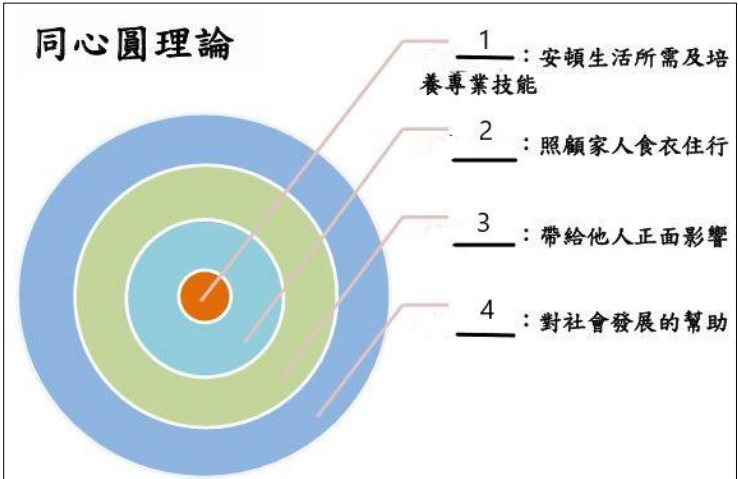 同心圓理論
1：安頓生活所需及培
養專業技能
2：照顧家人食衣住行
3：帶給他人正面影響
4：對社會發展的幫助